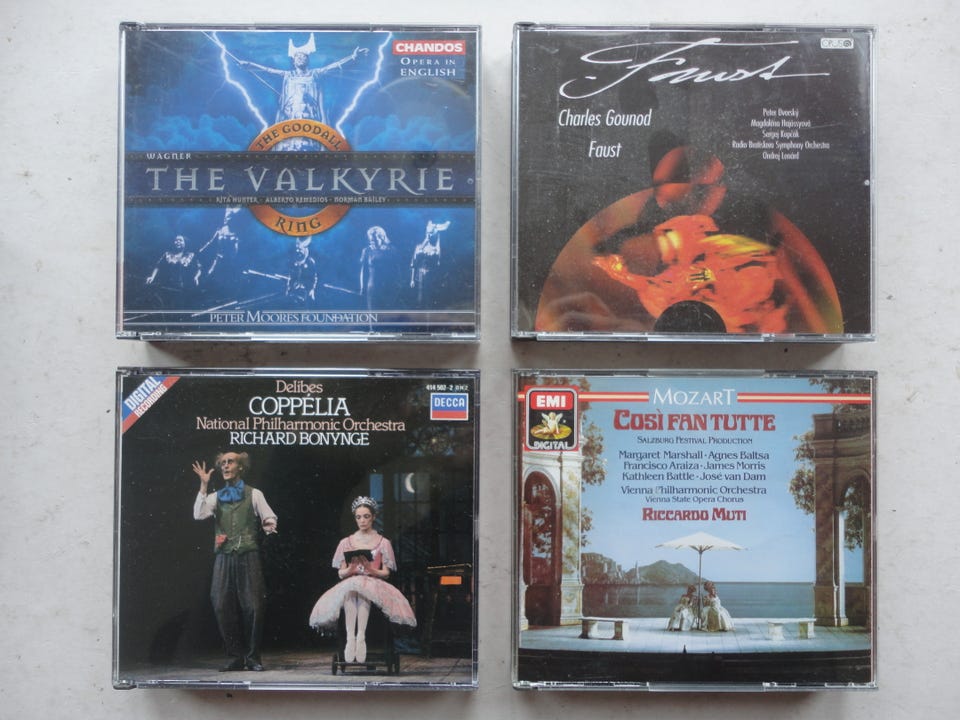 CHANDOS
OPERA IN
ENGLISH
THE GOODALL
WAGNER
THE VALKYRIE
RITA HUNTER · ALBERTO REMEDIOS · NORMAN BAILEY
RING
PETER MOORES FOUNDATION
Faust
OPUS
Charles Gounod
Faust
Peter Dvorský
Magdaléna Hajóssyová
Sergej Kopčák
Radio Bratislava Symphony Orchestra
Ondrej Lenárd
DIGITAL
RECORDING
Delibes
COPPÉLIA
National Philharmonic Orchestra
RICHARD BONYNGE
414 502-2
DECCA
EMI
DIGITAL
MOZART
COSÌ FAN TUTTE
SALZBURG FESTIVAL PRODUCTION
Margaret Marshall · Agnes Baltsa
Francisco Araiza · James Morris
Kathleen Battle · José van Dam
Vienna Philharmonic Orchestra
Vienna State Opera Chorus
RICCARDO MUTI